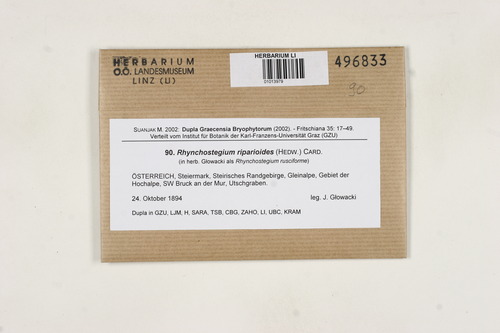 HERBARIUM
O.Ö. LANDESMUSEUM
LINZ (LI)
HERBARIUM LI
01013979
496833
90
SUANJAK M. 2002: Dupla Graecensia Bryophytorum (2002). - Fritschiana 35: 17–49.
Verteilt vom Institut für Botanik der Karl-Franzens-Universität Graz (GZU)
90. Rhynchostegium riparioides (HEDW.) CARD.
(in herb. Glowacki als Rhynchostegium rusciforme)
ÖSTERREICH, Steiermark, Steirisches Randgebirge, Gleinalpe, Gebiet der
Hochalpe, SW Bruck an der Mur, Utschgraben.
24. Oktober 1894 leg. J. Glowacki
Dupla in GZU, LJM, H, SARA, TSB, CBG, ZAHO, LI, UBC, KRAM